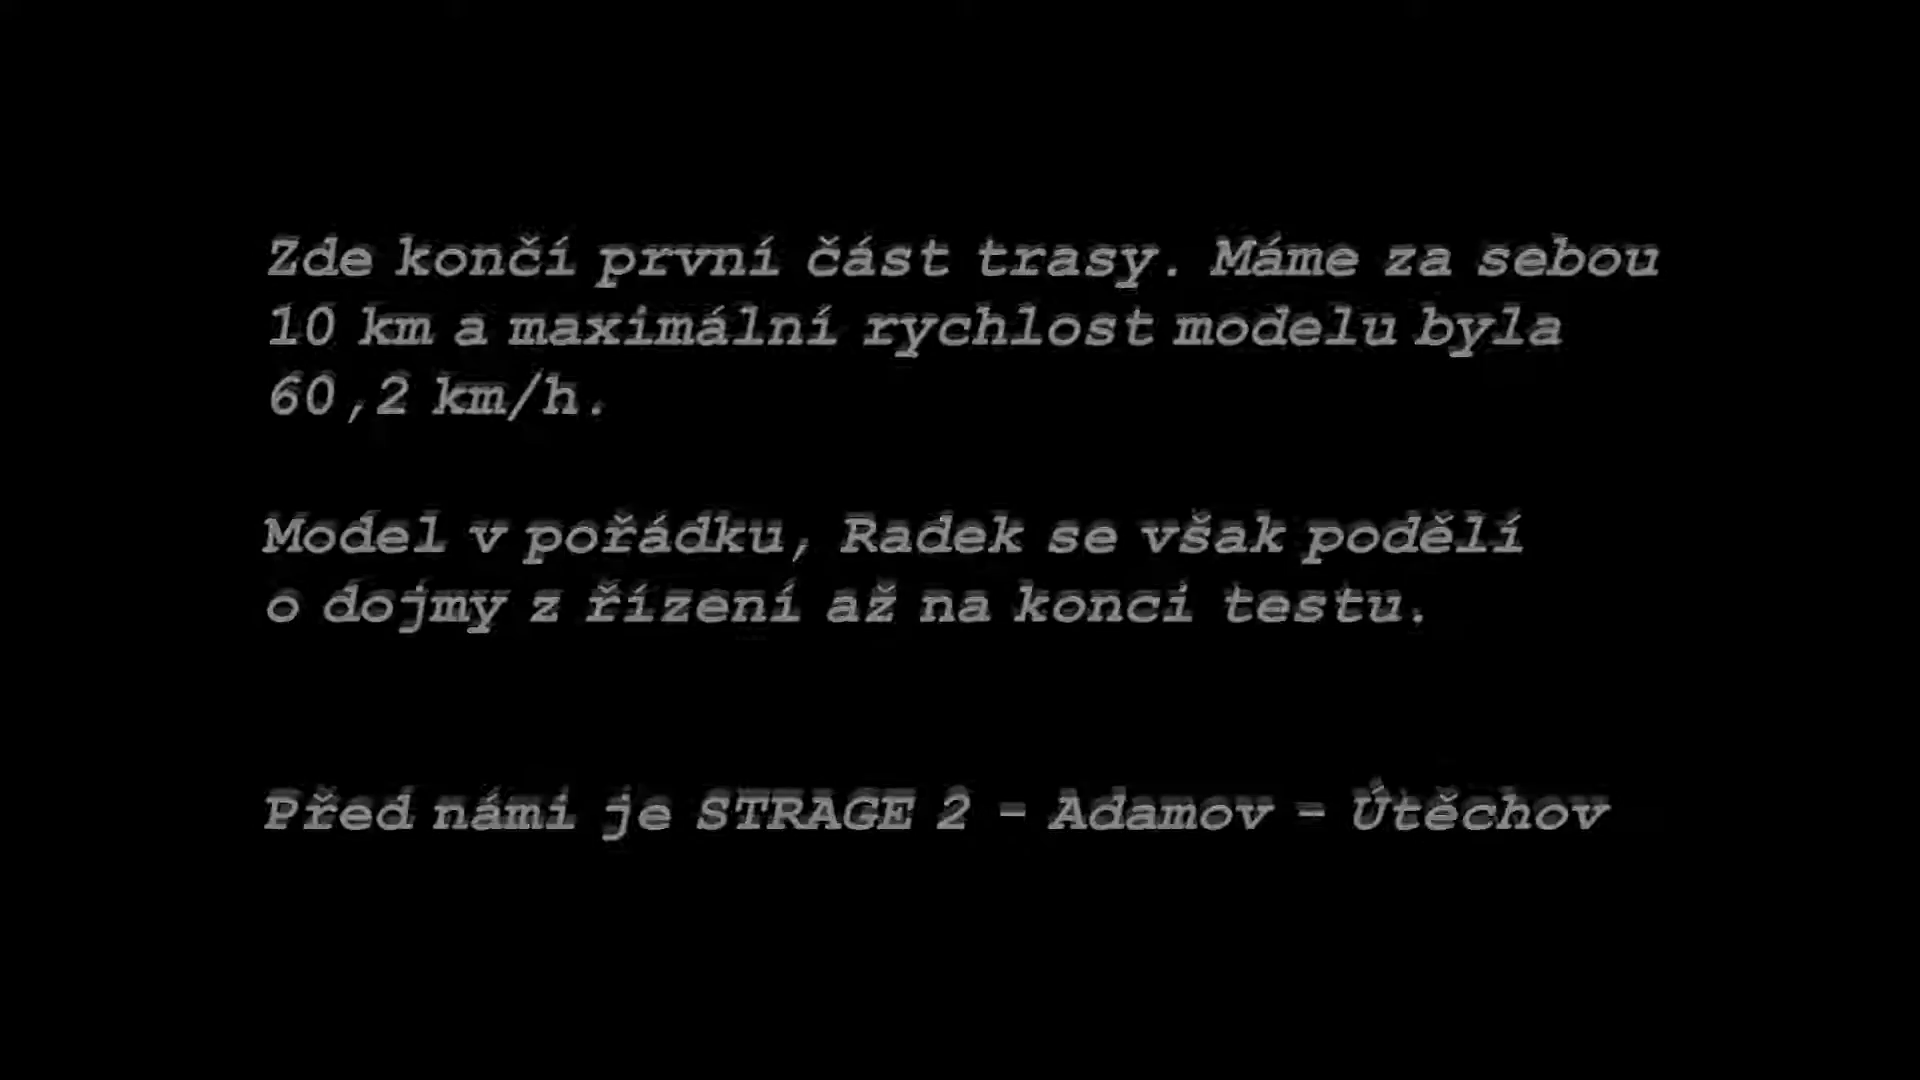 Zde končí první část trasy. Máme za sebou
10 km a maximální rychlost modelu byla
60,2 km/h.
Model v pořádku, Radek se však podělí
o dojmy z řízení až na konci testu.
Před námi je STRAGE 2 - Adamov - Útěchov